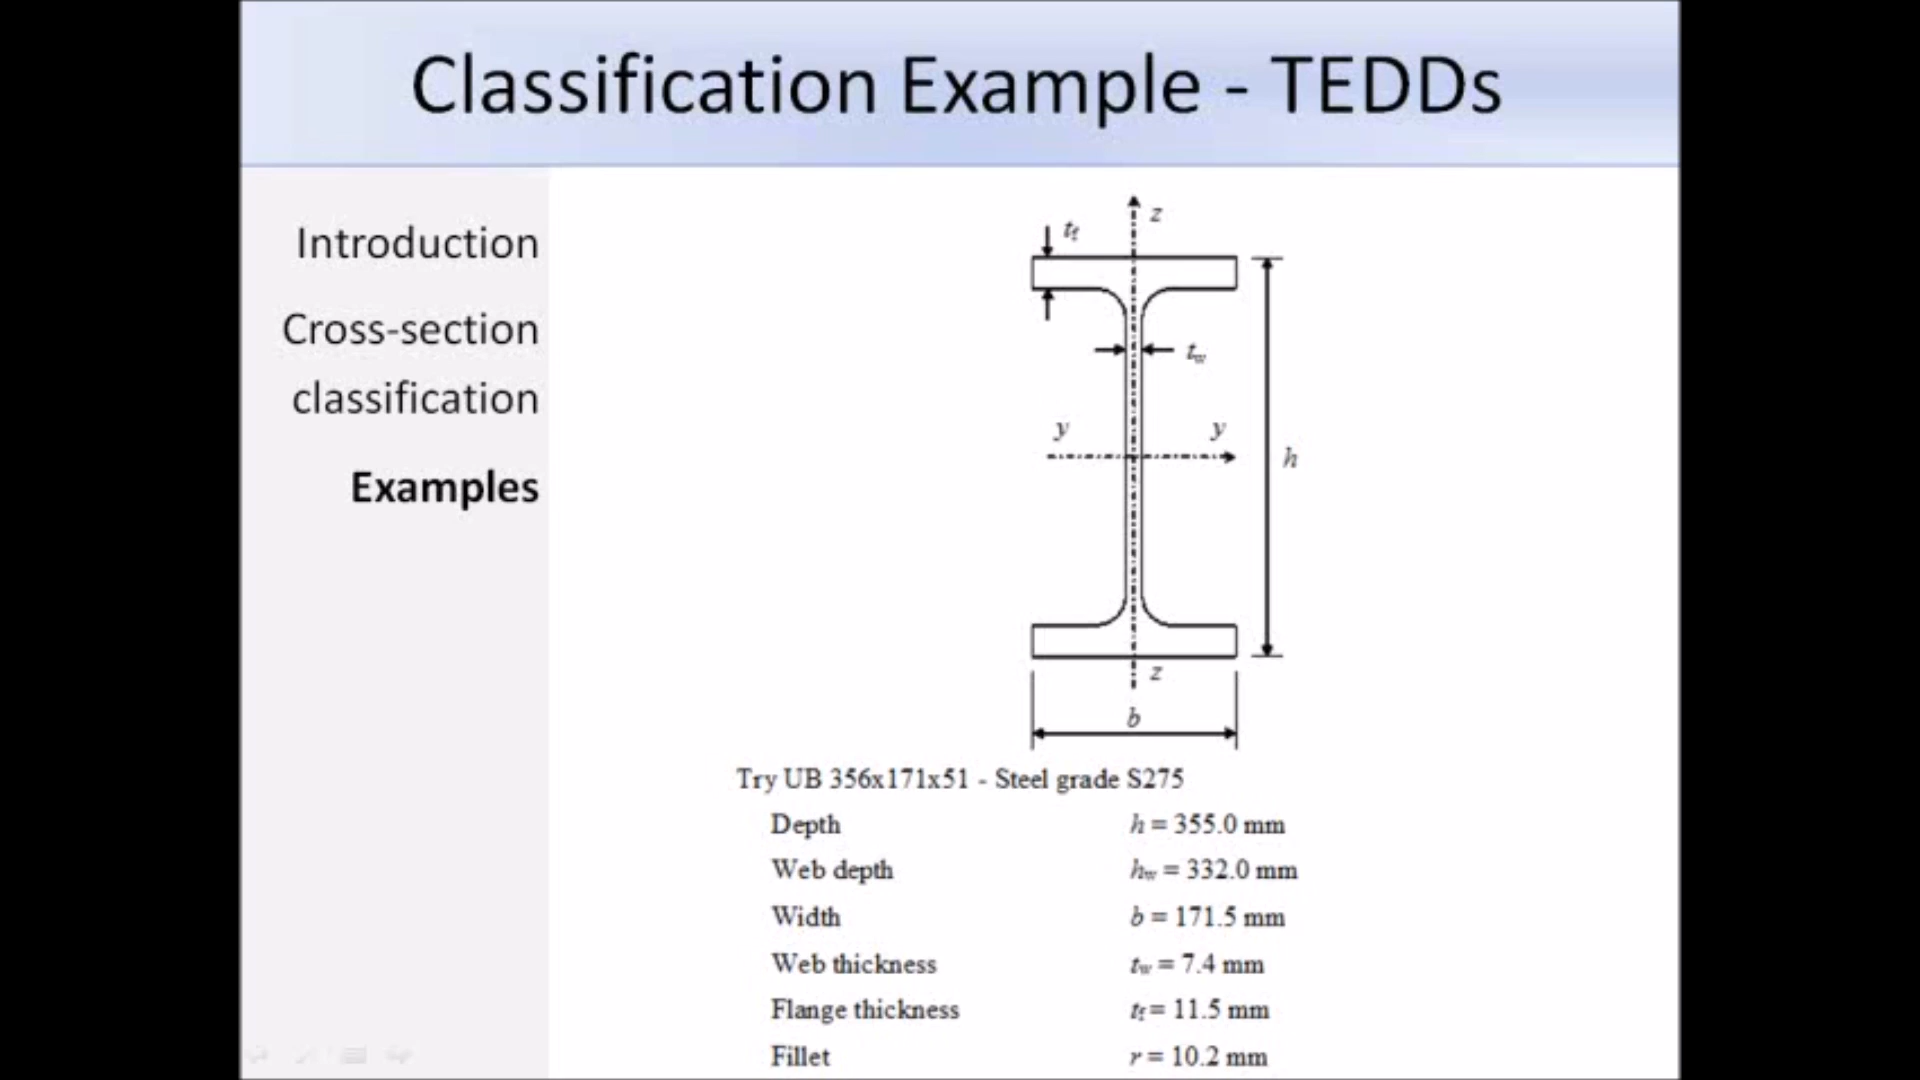 Classification Example - TEDDs
Introduction
Cross-section
classification
Examples
z
tf
tw
y y
h
z
b
Try UB 356x171x51 - Steel grade S275
Depth h = 355.0 mm
Web depth hw = 332.0 mm
Width b = 171.5 mm
Web thickness tw = 7.4 mm
Flange thickness tf = 11.5 mm
Fillet r = 10.2 mm